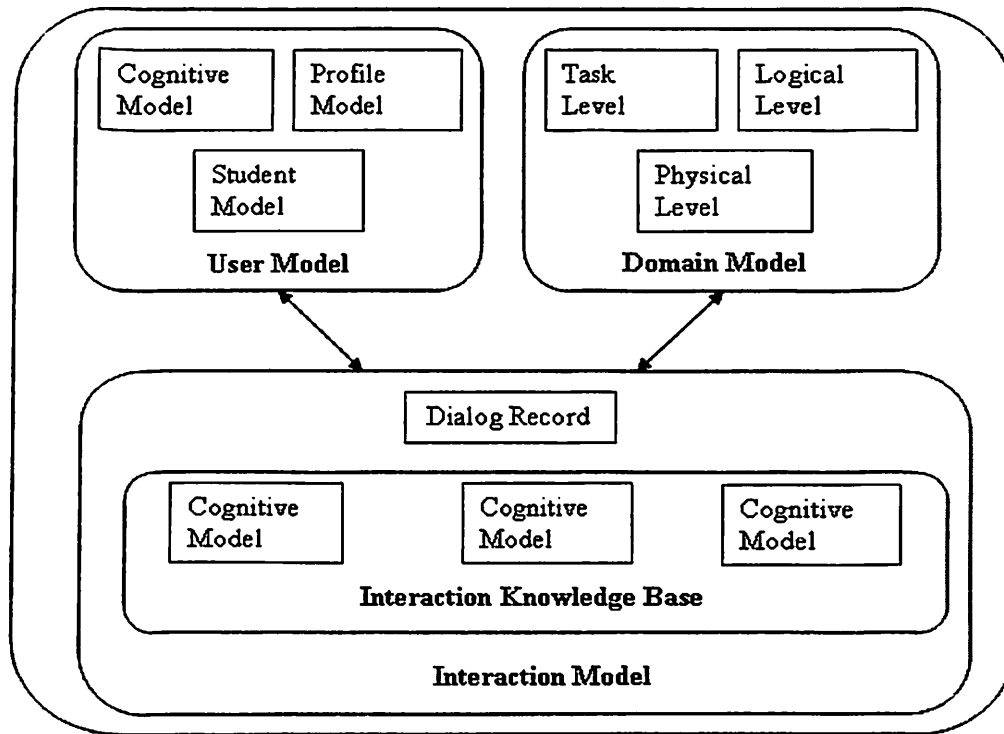 Cognitive
Model
Profile
Model
Student
Model
User Model
Task
Level
Logical
Level
Physical
Level
Domain Model
Dialog Record
Cognitive
Model
Cognitive
Model
Cognitive
Model
Interaction Knowledge Base
Interaction Model